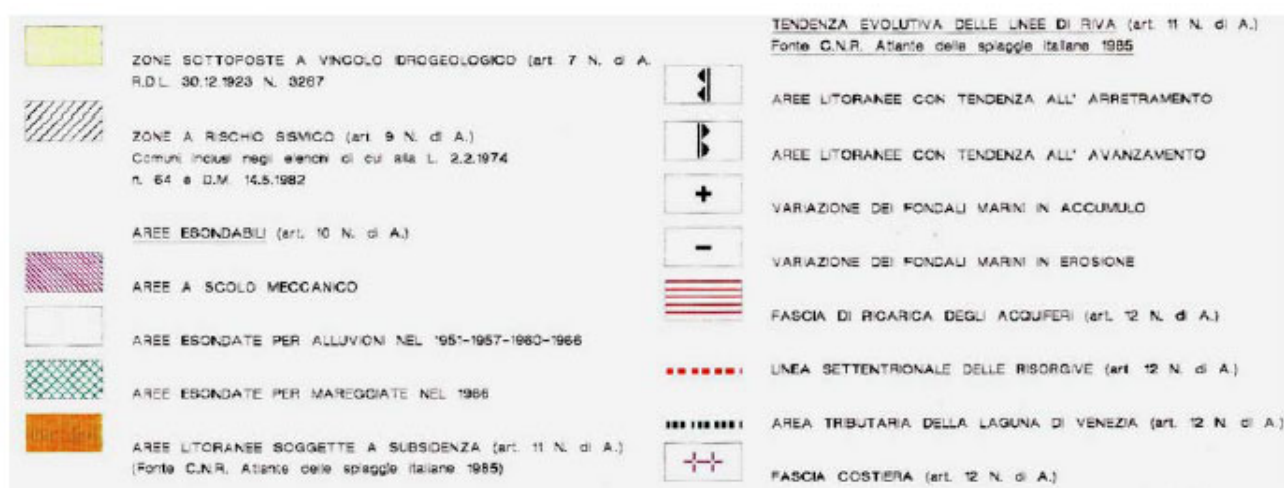 ZONE SOTTOPOSTE A VINCOLO IDROGEOLOGICO (art. 7 N. di A.
R.D.L. 30.12.1923 N. 3267
ZONE A RISCHIO SISMICO (art. 9 N. di A.)
Comuni inclusi negli elenchi di cui alla L. 2.2.1974
n. 64 e D.M. 14.5.1982
AREE ESONDABILI (art. 10 N. di A.)
AREE A SCOLO MECCANICO
AREE ESONDATE PER ALLUVIONI NEL 1951-1957-1960-1966
AREE ESONDATE PER MAREGGIATE NEL 1966
AREE LITORANEE SOGGETTE A SUBSIDENZA (art. 11 N. di A.)
(Fonte C.N.R. Atlante delle spiagge italiane 1985)
TENDENZA EVOLUTIVA DELLE LINEE DI RIVA (art. 11 N. di A.)
Fonte C.N.R. Atlante delle spiaggie italiane 1985
AREE LITORANEE CON TENDENZA ALL' ARRETRAMENTO
AREE LITORANEE CON TENDENZA ALL' AVANZAMENTO
VARIAZIONE DEI FONDALI MARINI IN ACCUMULO
VARIAZIONE DEI FONDALI MARINI IN EROSIONE
FASCIA DI RICARICA DEGLI ACQUIFERI (art. 12 N. di A.)
LINEA SETTENTRIONALE DELLE RISORGIVE (art. 12 N. di A.)
AREA TRIBUTARIA DELLA LAGUNA DI VENEZIA (art. 12 N. di A.)
FASCIA COSTIERA (art. 12 N. di A.)